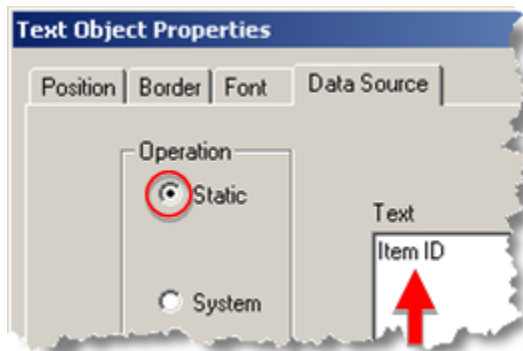 Text Object Properties
Position Border Font Data Source
Operation
Static
Text
Item ID
System